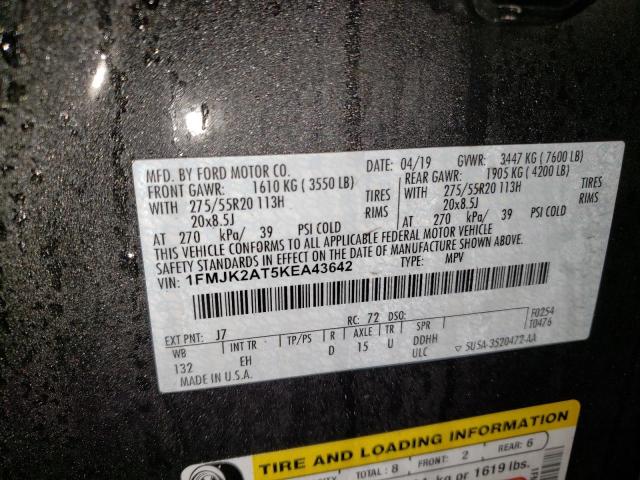 MFD. BY FORD MOTOR CO.
DATE: 04/19 GVWR: 3447 KG ( 7600 LB)
FRONT GAWR: 1610 KG ( 3550 LB) REAR GAWR: 1905 KG ( 4200 LB)
WITH 275/55R20 113H TIRES WITH 275/55R20 113H TIRES
20x8.5J RIMS 20x8.5J RIMS
AT 270 kPa/ 39 PSI COLD AT 270 kPa/ 39 PSI COLD
THIS VEHICLE CONFORMS TO ALL APPLICABLE FEDERAL MOTOR VEHICLE
SAFETY STANDARDS IN EFFECT ON THE DATE OF MANUFACTURE SHOWN ABOVE.
VIN: 1FMJK2AT5KEA43642 TYPE: MPV
F0254
T0476
EXT PNT: J7 RC: 72 DSO:
WB INT TR TP/PS R AXLE TR SPR
132 EH D 15 U DDHH
ULC
MADE IN U.S.A. SU5A-3520472-AA
TIRE AND LOADING INFORMATION
TOTAL : 8 FRONT: 2 REAR: 6
kg or 1619 lbs.